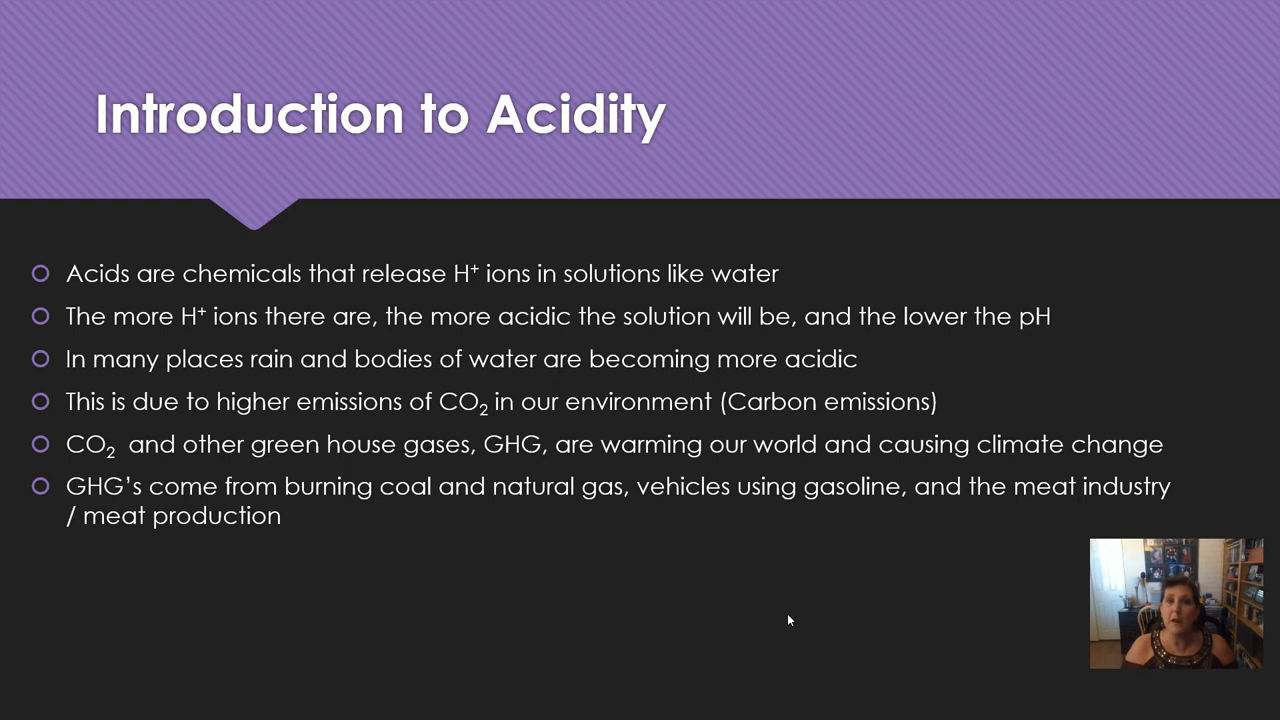 Introduction to Acidity
Acids are chemicals that release H⁺ ions in solutions like water
The more H⁺ ions there are, the more acidic the solution will be, and the lower the pH
In many places rain and bodies of water are becoming more acidic
This is due to higher emissions of CO₂ in our environment (Carbon emissions)
CO₂ and other green house gases, GHG, are warming our world and causing climate change
GHG’s come from burning coal and natural gas, vehicles using gasoline, and the meat industry
/ meat production